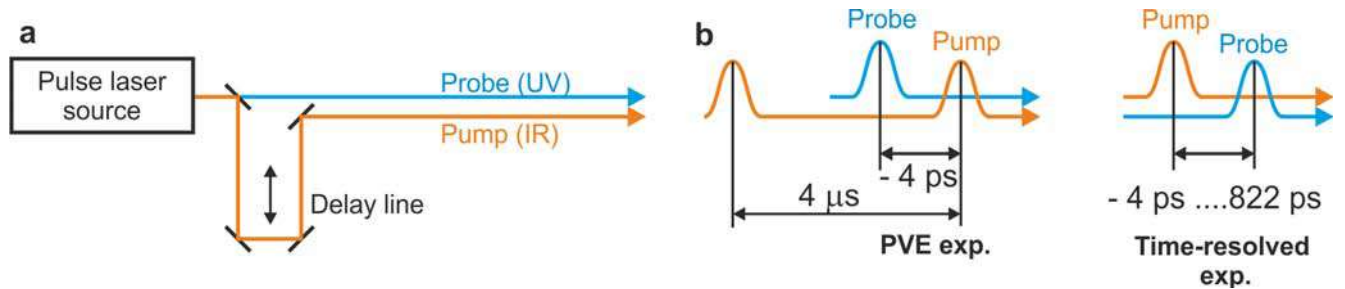 a
Pulse laser
source
Probe (UV)
Pump (IR)
Delay line
b
Probe
Pump
- 4 ps
4 μs
PVE exp.
Pump
Probe
- 4 ps ....822 ps
Time-resolved
exp.